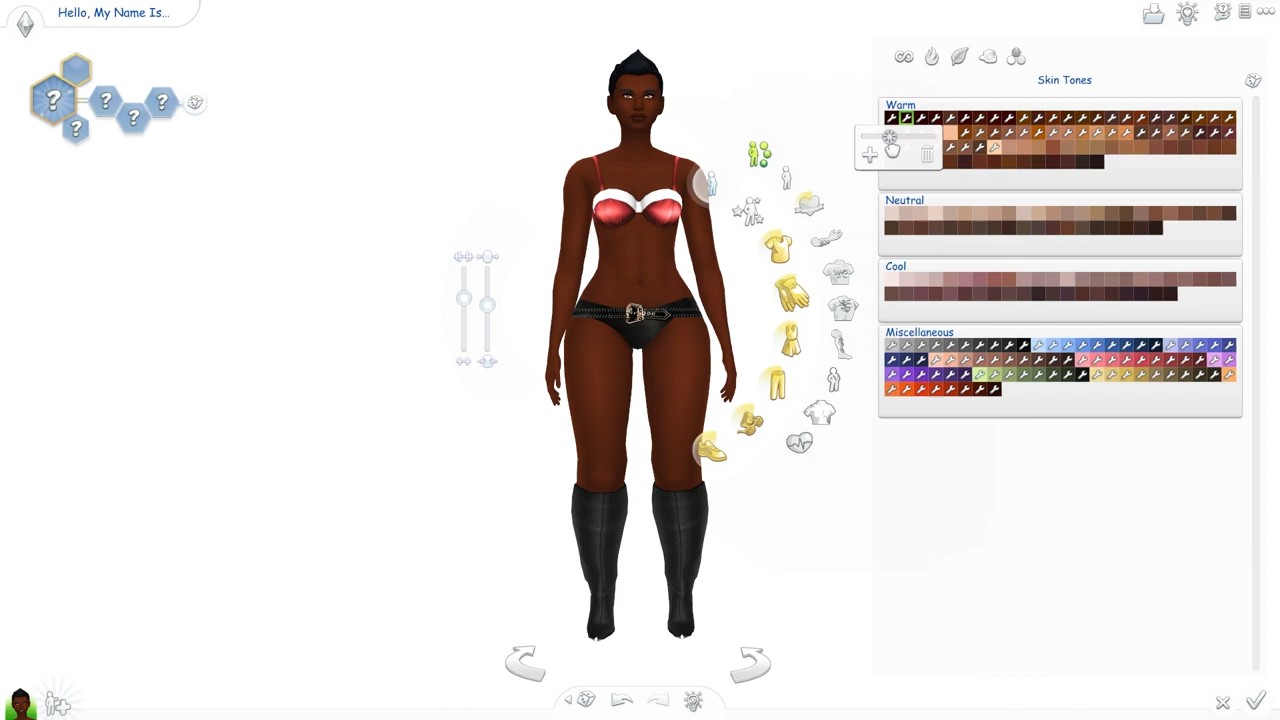 Hello, My Name Is...
Skin Tones
Warm
Neutral
Cool
Miscellaneous